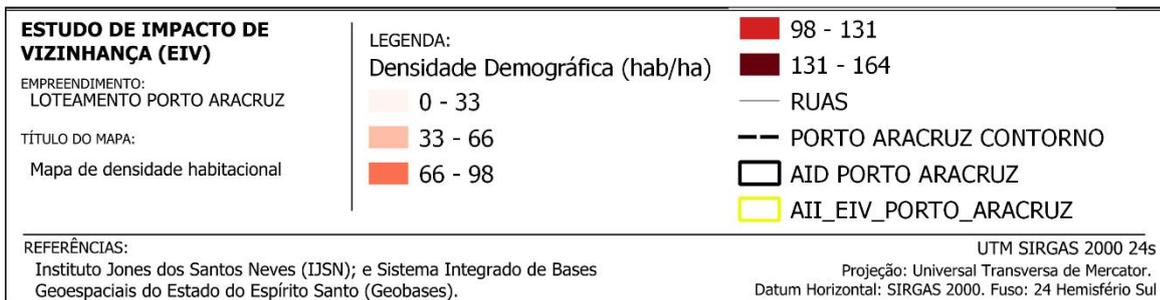 ESTUDO DE IMPACTO DE
VIZINHANÇA (EIV)
EMPREENDIMENTO:
LOTEAMENTO PORTO ARACRUZ
TÍTULO DO MAPA:
Mapa de densidade habitacional
LEGENDA:
Densidade Demográfica (hab/ha)
0 - 33
33 - 66
66 - 98
98 - 131
131 - 164
RUAS
PORTO ARACRUZ CONTORNO
AID PORTO ARACRUZ
AII_EIV_PORTO_ARACRUZ
REFERÊNCIAS:
Instituto Jones dos Santos Neves (IJSN); e Sistema Integrado de Bases
Geoespaciais do Estado do Espírito Santo (Geobases).
UTM SIRGAS 2000 24s
Projeção: Universal Transversa de Mercator.
Datum Horizontal: SIRGAS 2000. Fuso: 24 Hemisfério Sul